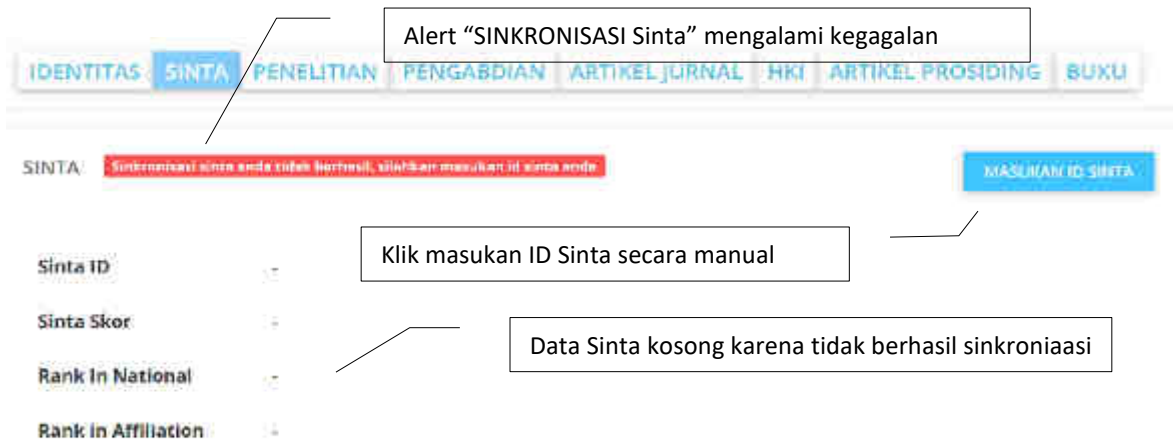 Alert “SINKRONISASI Sinta” mengalami kegagalan
IDENTITAS SINTA PENELITIAN PENGABDIAN ARTIKEL JURNAL HKI ARTIKEL PROSIDING BUKU
SINTA Sinkronisasi sinta anda tidak berhasil, silahkan masukan id sinta anda MASUKAN ID SINTA
Klik masukan ID Sinta secara manual
Sinta ID -
Sinta Skor -
Data Sinta kosong karena tidak berhasil sinkroniaasi
Rank In National -
Rank in Affiliation -